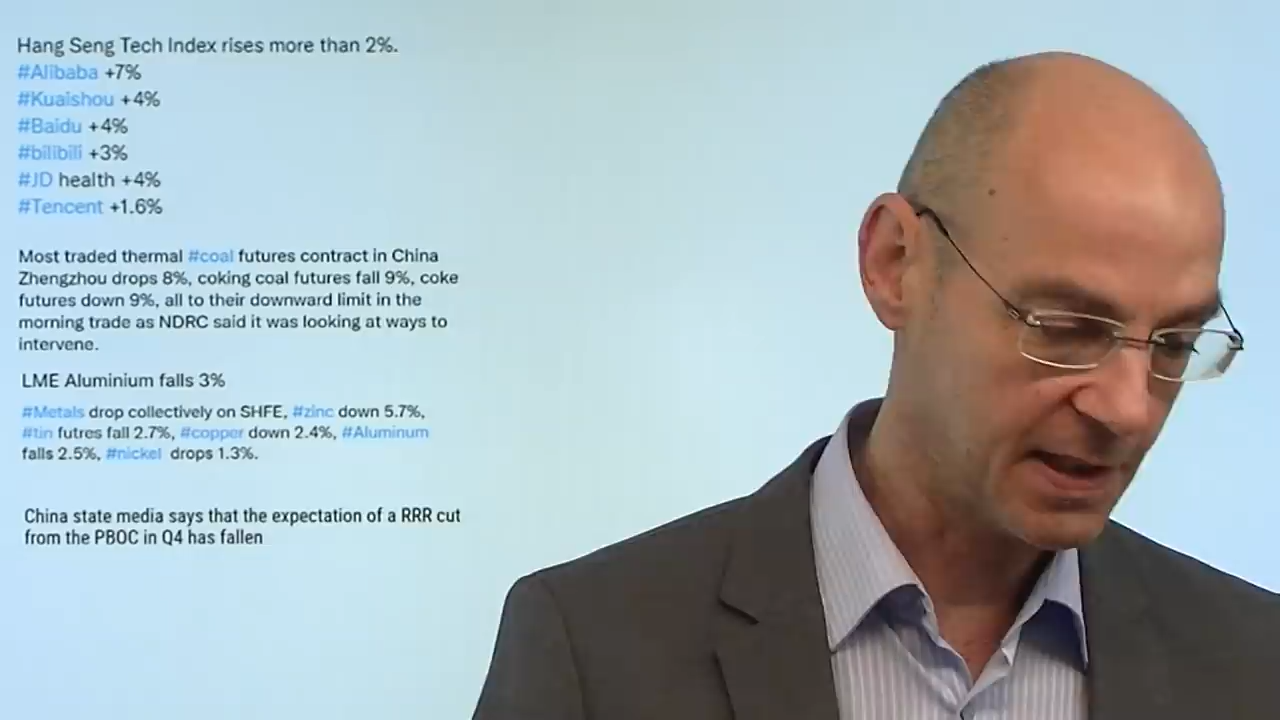 Hang Seng Tech Index rises more than 2%.
#Alibaba +7%
#Kuaishou +4%
#Baidu +4%
#bilibili +3%
#JD health +4%
#Tencent +1.6%
Most traded thermal #coal futures contract in China
Zhengzhou drops 8%, coking coal futures fall 9%, coke
futures down 9%, all to their downward limit in the
morning trade as NDRC said it was looking at ways to
intervene.
LME Aluminium falls 3%
#Metals drop collectively on SHFE, #zinc down 5.7%,
#tin futres fall 2.7%, #copper down 2.4%, #Aluminum
falls 2.5%, #nickel drops 1.3%.
China state media says that the expectation of a RRR cut
from the PBOC in Q4 has fallen